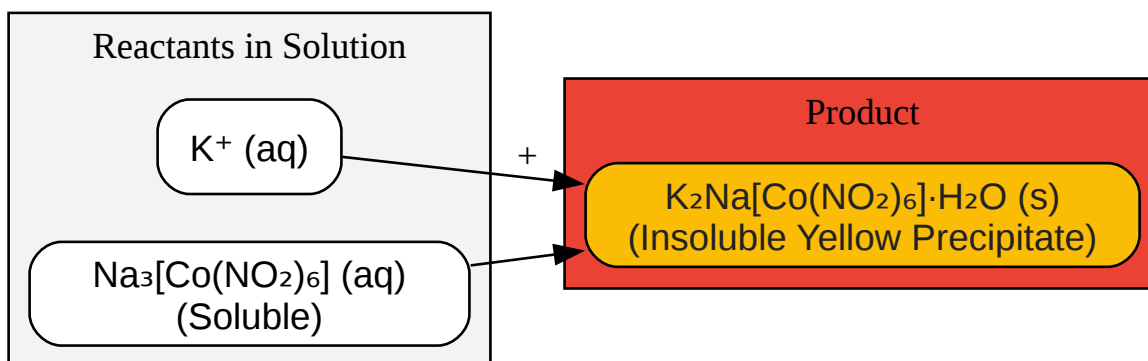 Reactants in Solution
K⁺ (aq)
Na₃[Co(NO₂)₆] (aq)
(Soluble)
+
Product
K₂Na[Co(NO₂)₆]·H₂O (s)
(Insoluble Yellow Precipitate)